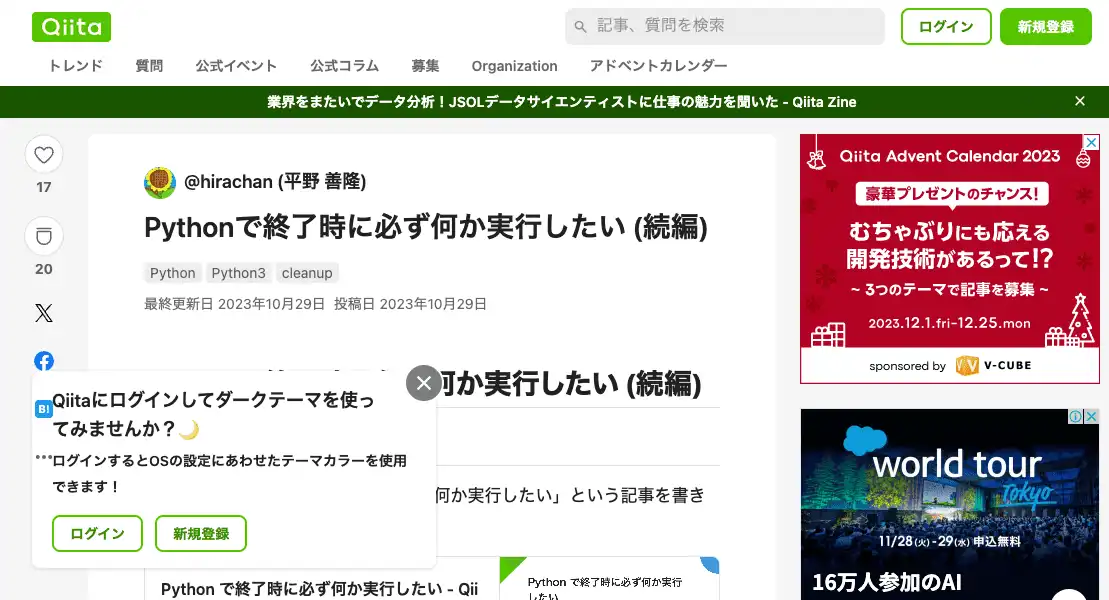 Qiita
記事、質問を検索
ログイン
新規登録
トレンド
質問
公式イベント
公式コラム
募集
Organization
アドベントカレンダー
業界をまたいでデータ分析！JSOLデータサイエンティストに仕事の魅力を聞いた - Qiita Zine
17
20
@hirachan (平野 善隆)
Pythonで終了時に必ず何か実行したい (続編)
Python
Python3
cleanup
最終更新日 2023年10月29日 投稿日 2023年10月29日
何か実行したい (続編)
何か実行したい」という記事を書き
Python で終了時に必ず何か実行したい - Qii
Python で終了時に必ず何か実行
したい
B!
Qiitaにログインしてダークテーマを使っ
てみませんか？🌙
ログインするとOSの設定にあわせたテーマカラーを使用
できます！
ログイン
新規登録
Qiita Advent Calendar 2023
豪華プレゼントのチャンス!
むちゃぶりにも応える
開発技術があるって!?
~ 3つのテーマで記事を募集 ~
2023.12.1.fri-12.25.mon
sponsored by V-CUBE
world tour
Tokyo
11/28(火)-29(水) 申込無料
16万人参加のAI